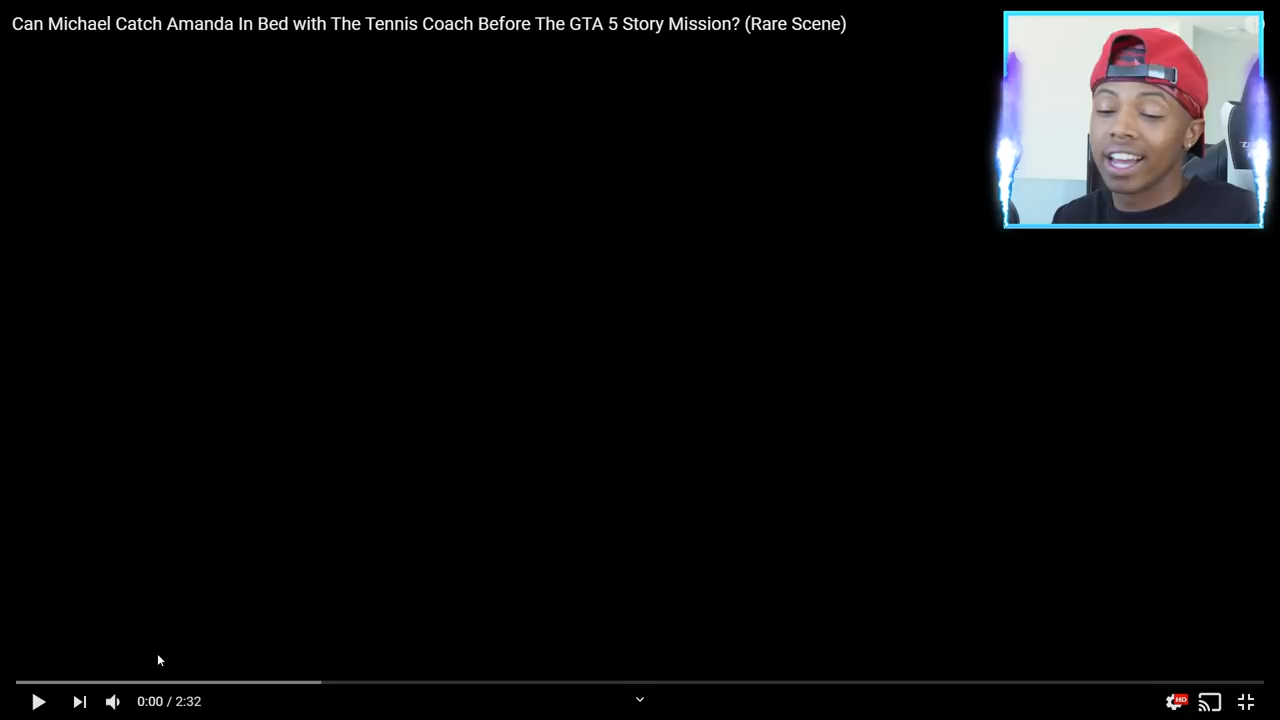 Can Michael Catch Amanda In Bed with The Tennis Coach Before The GTA 5 Story Mission? (Rare Scene)
0:00 / 2:32
HD